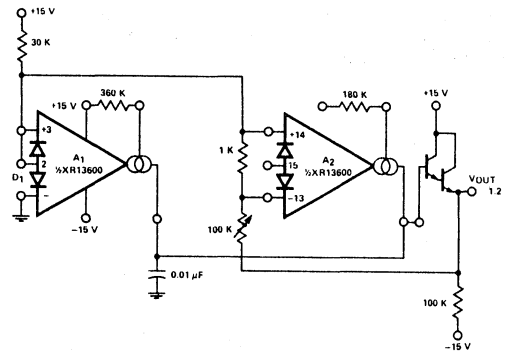 +15 V
30 K
+15 V
360 K
180 K
+15 V
+3
A1
½XR13600
2
D1
−
−15 V
+14
1 K
15
A2
½XR13600
−13
100 K
VOUT
1.2
0.01 μF
100 K
−15 V